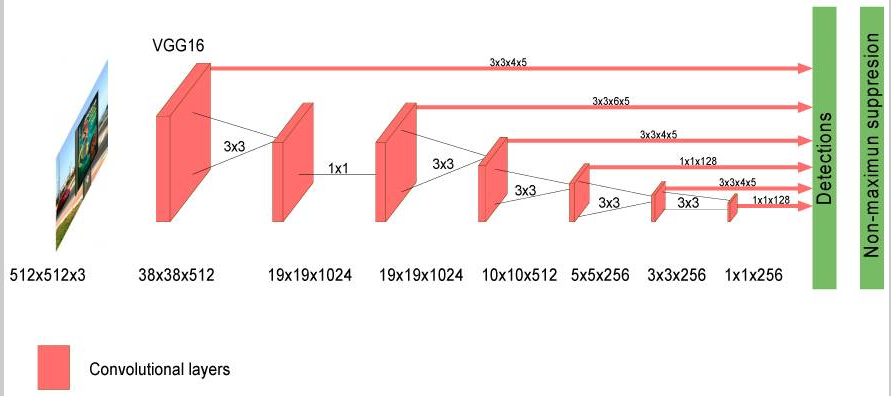 VGG16
3x3x4x5
3x3x6x5
3x3x4x5
1x1x128
3x3x4x5
1x1x128
3x3
1x1
3x3
3x3
3x3
3x3
Detections
Non-maximun suppresion
512x512x3
38x38x512
19x19x1024
19x19x1024
10x10x512
5x5x256
3x3x256
1x1x256
Convolutional layers